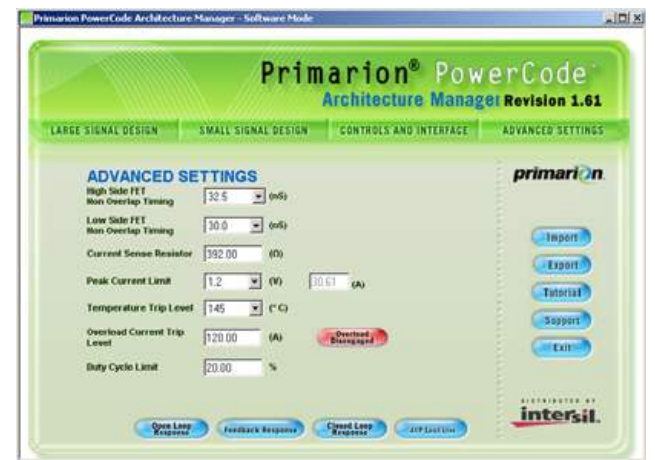 Primarion PowerCode Architecture Manager - Software Mode
Primarion® PowerCode™
Architecture Manager Revision 1.61
LARGE SIGNAL DESIGN SMALL SIGNAL DESIGN CONTROLS AND INTERFACE ADVANCED SETTINGS
ADVANCED SETTINGS
primarion
High Side FET
Non Overlap Timing 32.5 (nS)
Low Side FET
Non Overlap Timing 30.0 (nS)
Import
Current Sense Resistor 392.00 (Ω)
Export
Peak Current Limit 1.2 (V) 30.61 (A)
Tutorial
Temperature Trip Level 145 (°C)
Support
Overload Current Trip
Level 120.00 (A) Overload
Disengaged
Exit
Duty Cycle Limit 20.00 %
DISTRIBUTED BY
intersil.
Open Loop
Response
Feedback Response
Closed Loop
Response